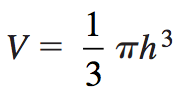 V = 1/3 πh³